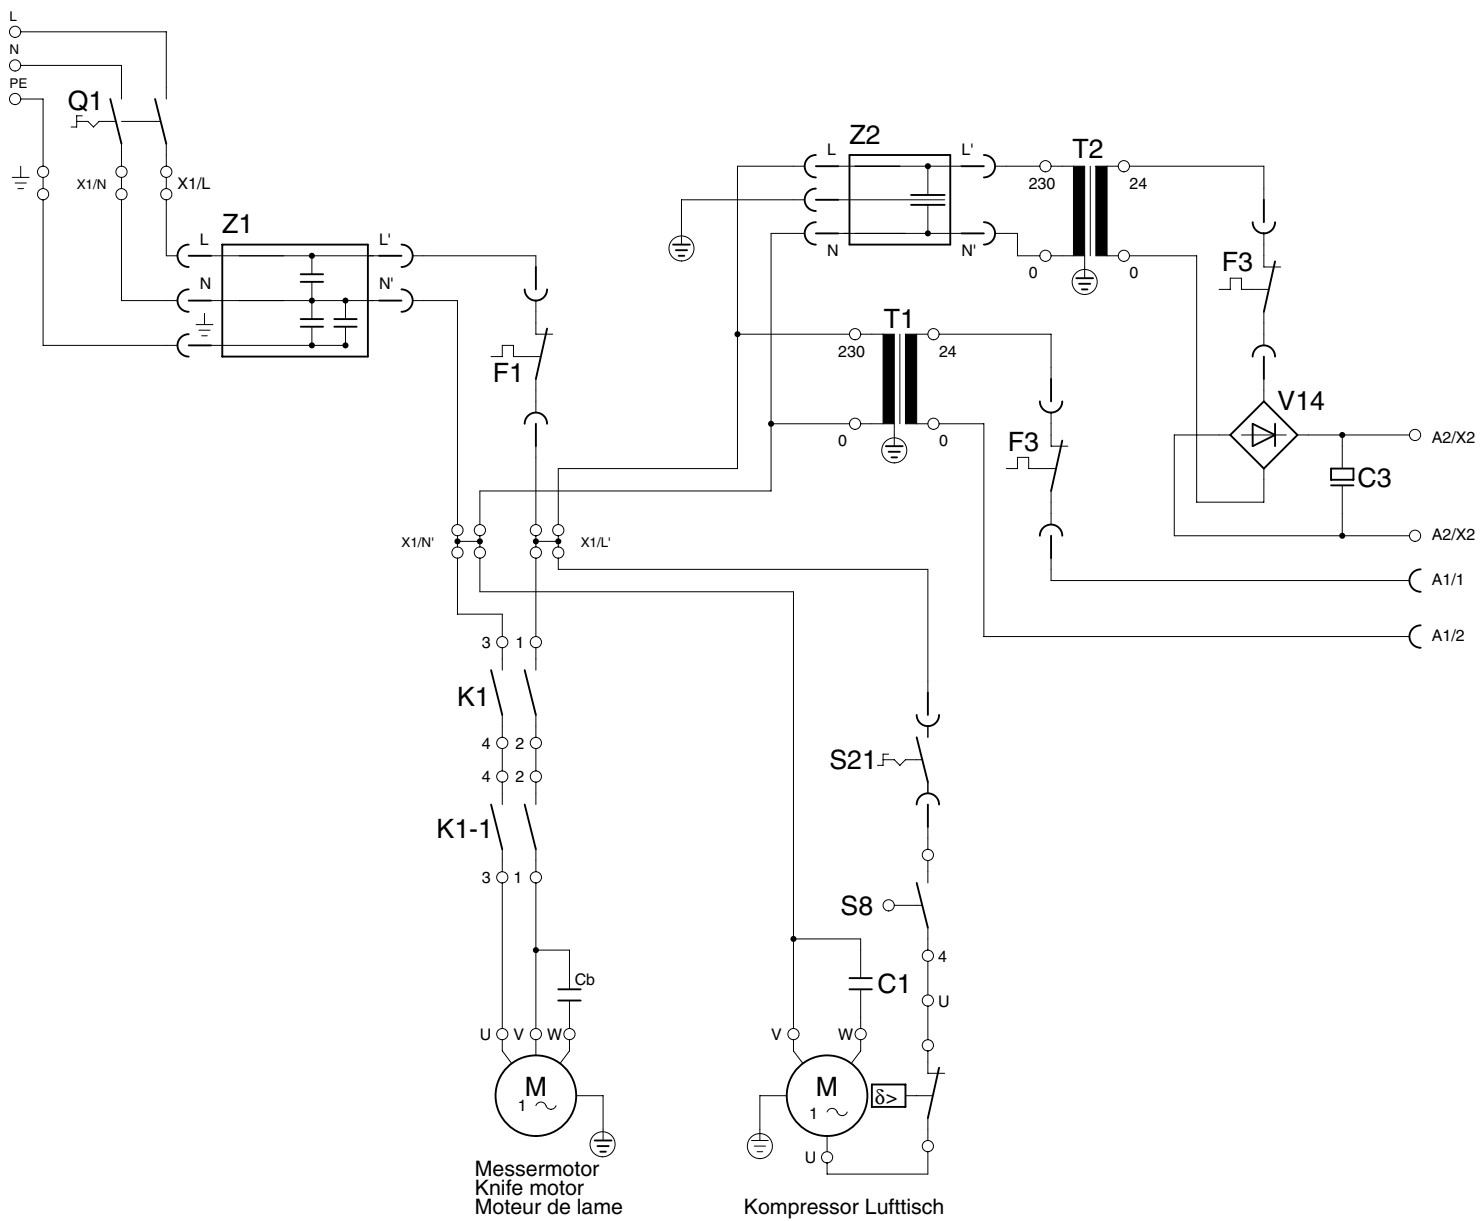 L
N
PE
Q1
X1/N
X1/L
Z1
L
L'
N
N'
F1
Z2
L
L'
N
N'
T2
230
24
0
0
F3
T1
230
24
0
0
F3
V14
C3
A2/X2
A2/X2
A1/1
A1/2
X1/N'
X1/L'
3
1
K1
4
2
4
2
K1-1
3
1
Cb
U
V
W
M
1
Messermotor
Knife motor
Moteur de lame
S21
S8
4
C1
U
V
W
M
1
δ>
U
Kompressor Lufttisch